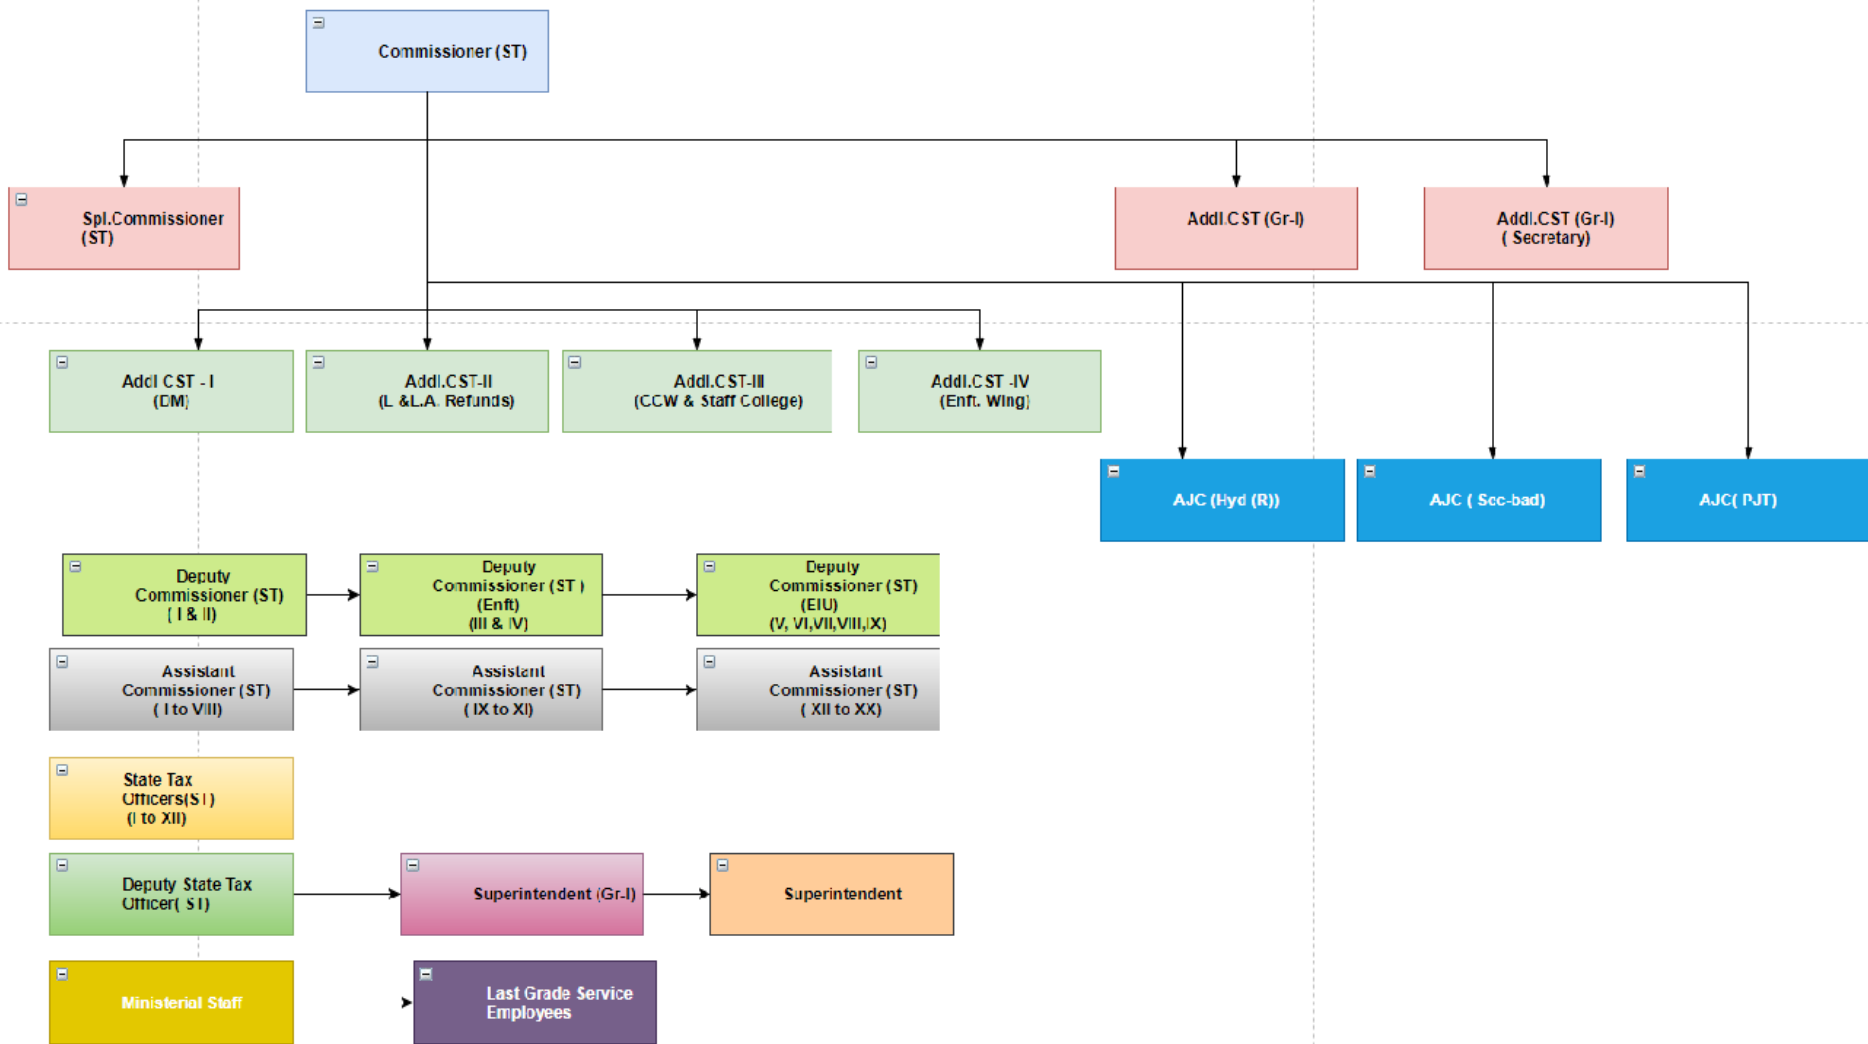 Commissioner (ST)
Spl.Commissioner
(ST)
Addl.CST (Gr-I)
Addl.CST (Gr-I)
( Secretary)
Addl CST - I
(DM)
Addl.CST-II
(L &L.A. Refunds)
Addl.CST-III
(CCW & Staff College)
Addl.CST -IV
(Enft. Wing)
AJC (Hyd (R))
AJC ( Sec-bad)
AJC( PJT)
Deputy
Commissioner (ST)
( I & II)
Deputy
Commissioner (ST )
(Enft)
(III & IV)
Deputy
Commissioner (ST)
(EIU)
(V, VI,VII,VIII,IX)
Assistant
Commissioner (ST)
( I to VIII)
Assistant
Commissioner (ST)
( IX to XI)
Assistant
Commissioner (ST)
( XII to XX)
State Tax
Officers(ST)
(I to XII)
Deputy State Tax
Officer( ST)
Superintendent (Gr-I)
Superintendent
Ministerial Staff
Last Grade Service
Employees